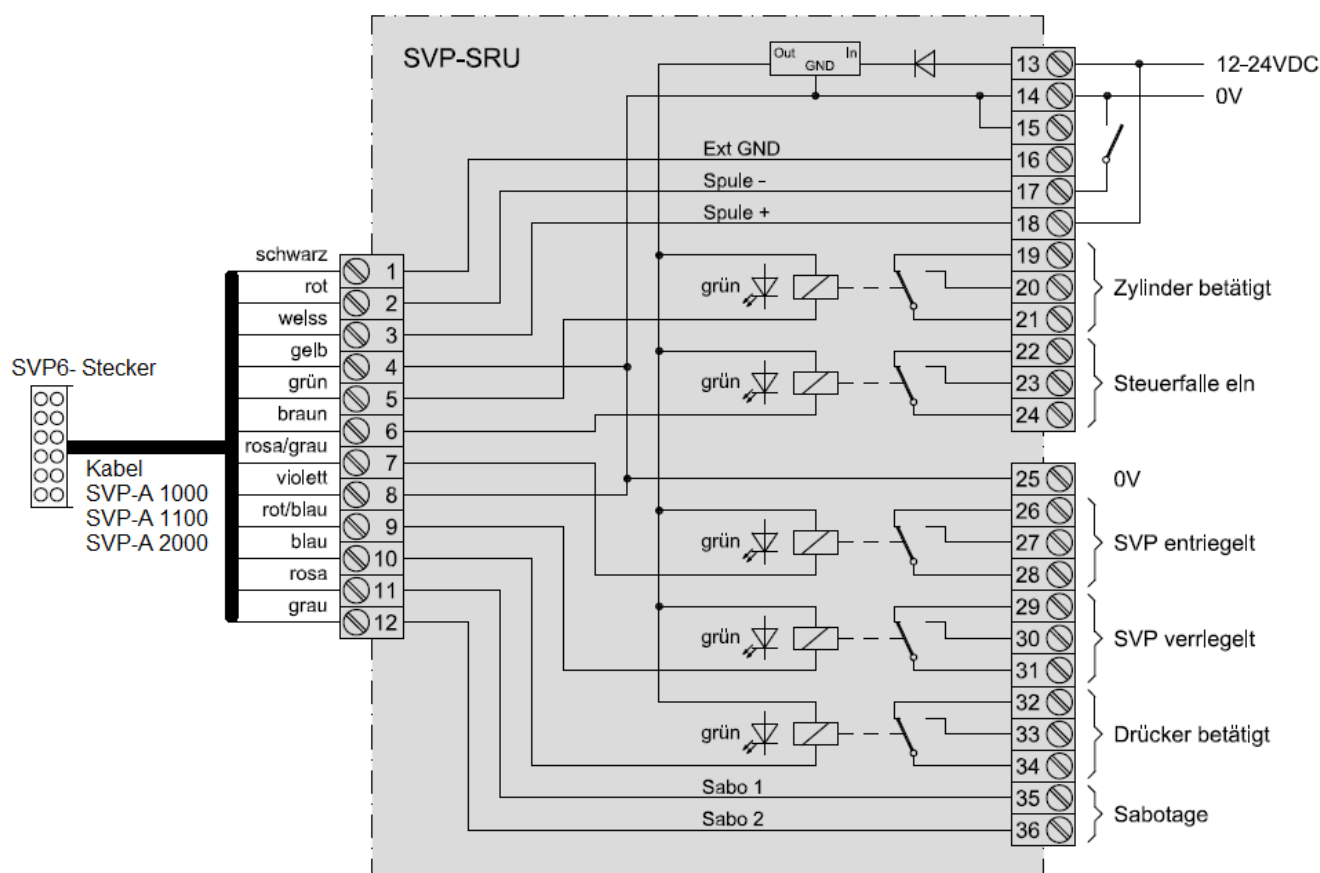 SVP-SRU
Out In
GND
13
12–24VDC
14
0V
15
Ext GND
16
Spule –
17
Spule +
18
schwarz
1
rot
2
welss
3
gelb
4
grün
5
braun
6
rosa/grau
7
violett
8
rot/blau
9
blau
10
rosa
11
grau
12
SVP6- Stecker
Kabel
SVP-A 1000
SVP-A 1100
SVP-A 2000
grün
19
20
21
Zylinder betätigt
grün
22
23
24
Steuerfalle eln
25
0V
grün
26
27
28
SVP entriegelt
grün
29
30
31
SVP verrlegelt
grün
32
33
34
Drücker betätigt
Sabo 1
35
Sabo 2
36
Sabotage